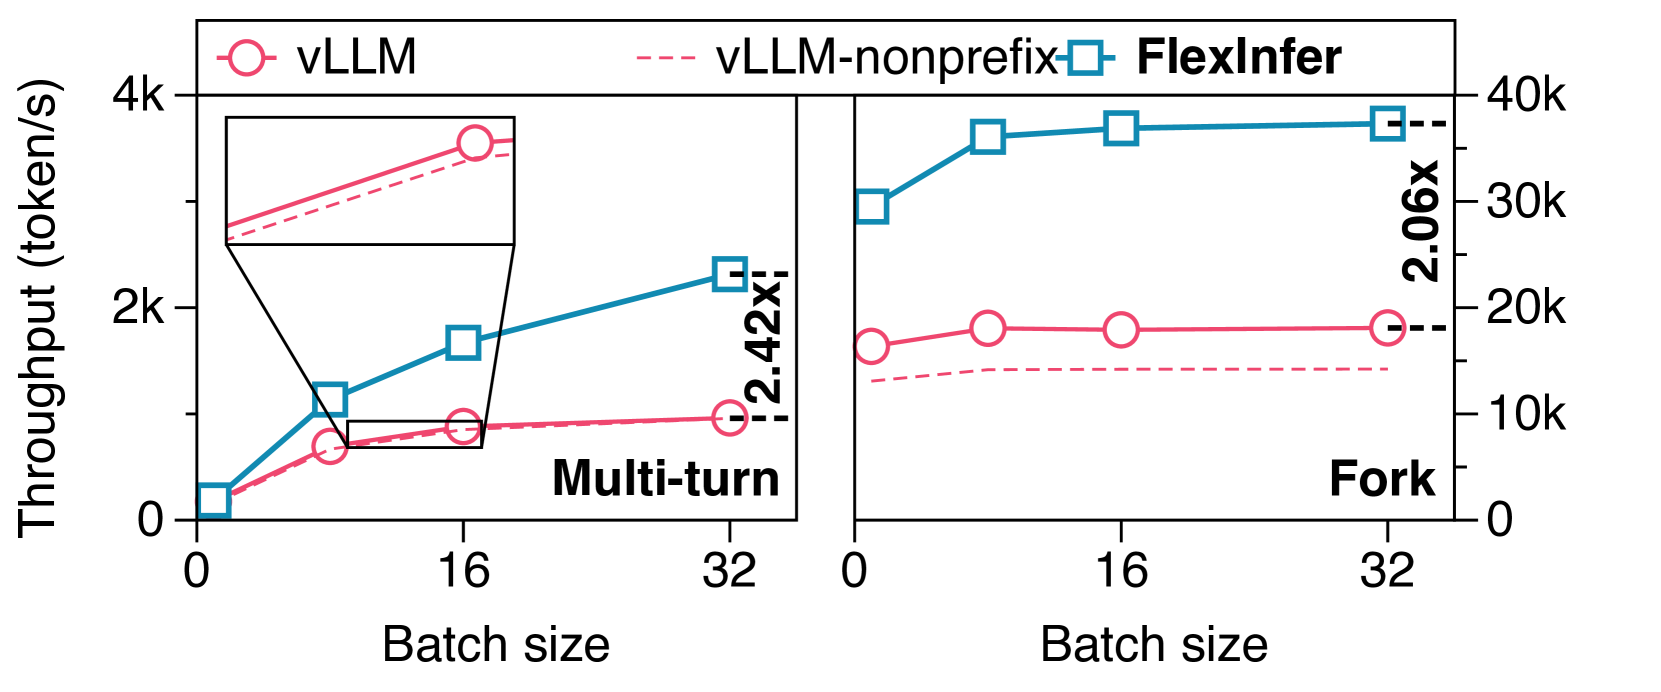 vLLM
vLLM-nonprefix
FlexInfer
Throughput (token/s)
4k
2k
0
2.42x
Multi-turn
0
16
32
Batch size
40k
30k
20k
10k
0
2.06x
Fork
0
16
32
Batch size